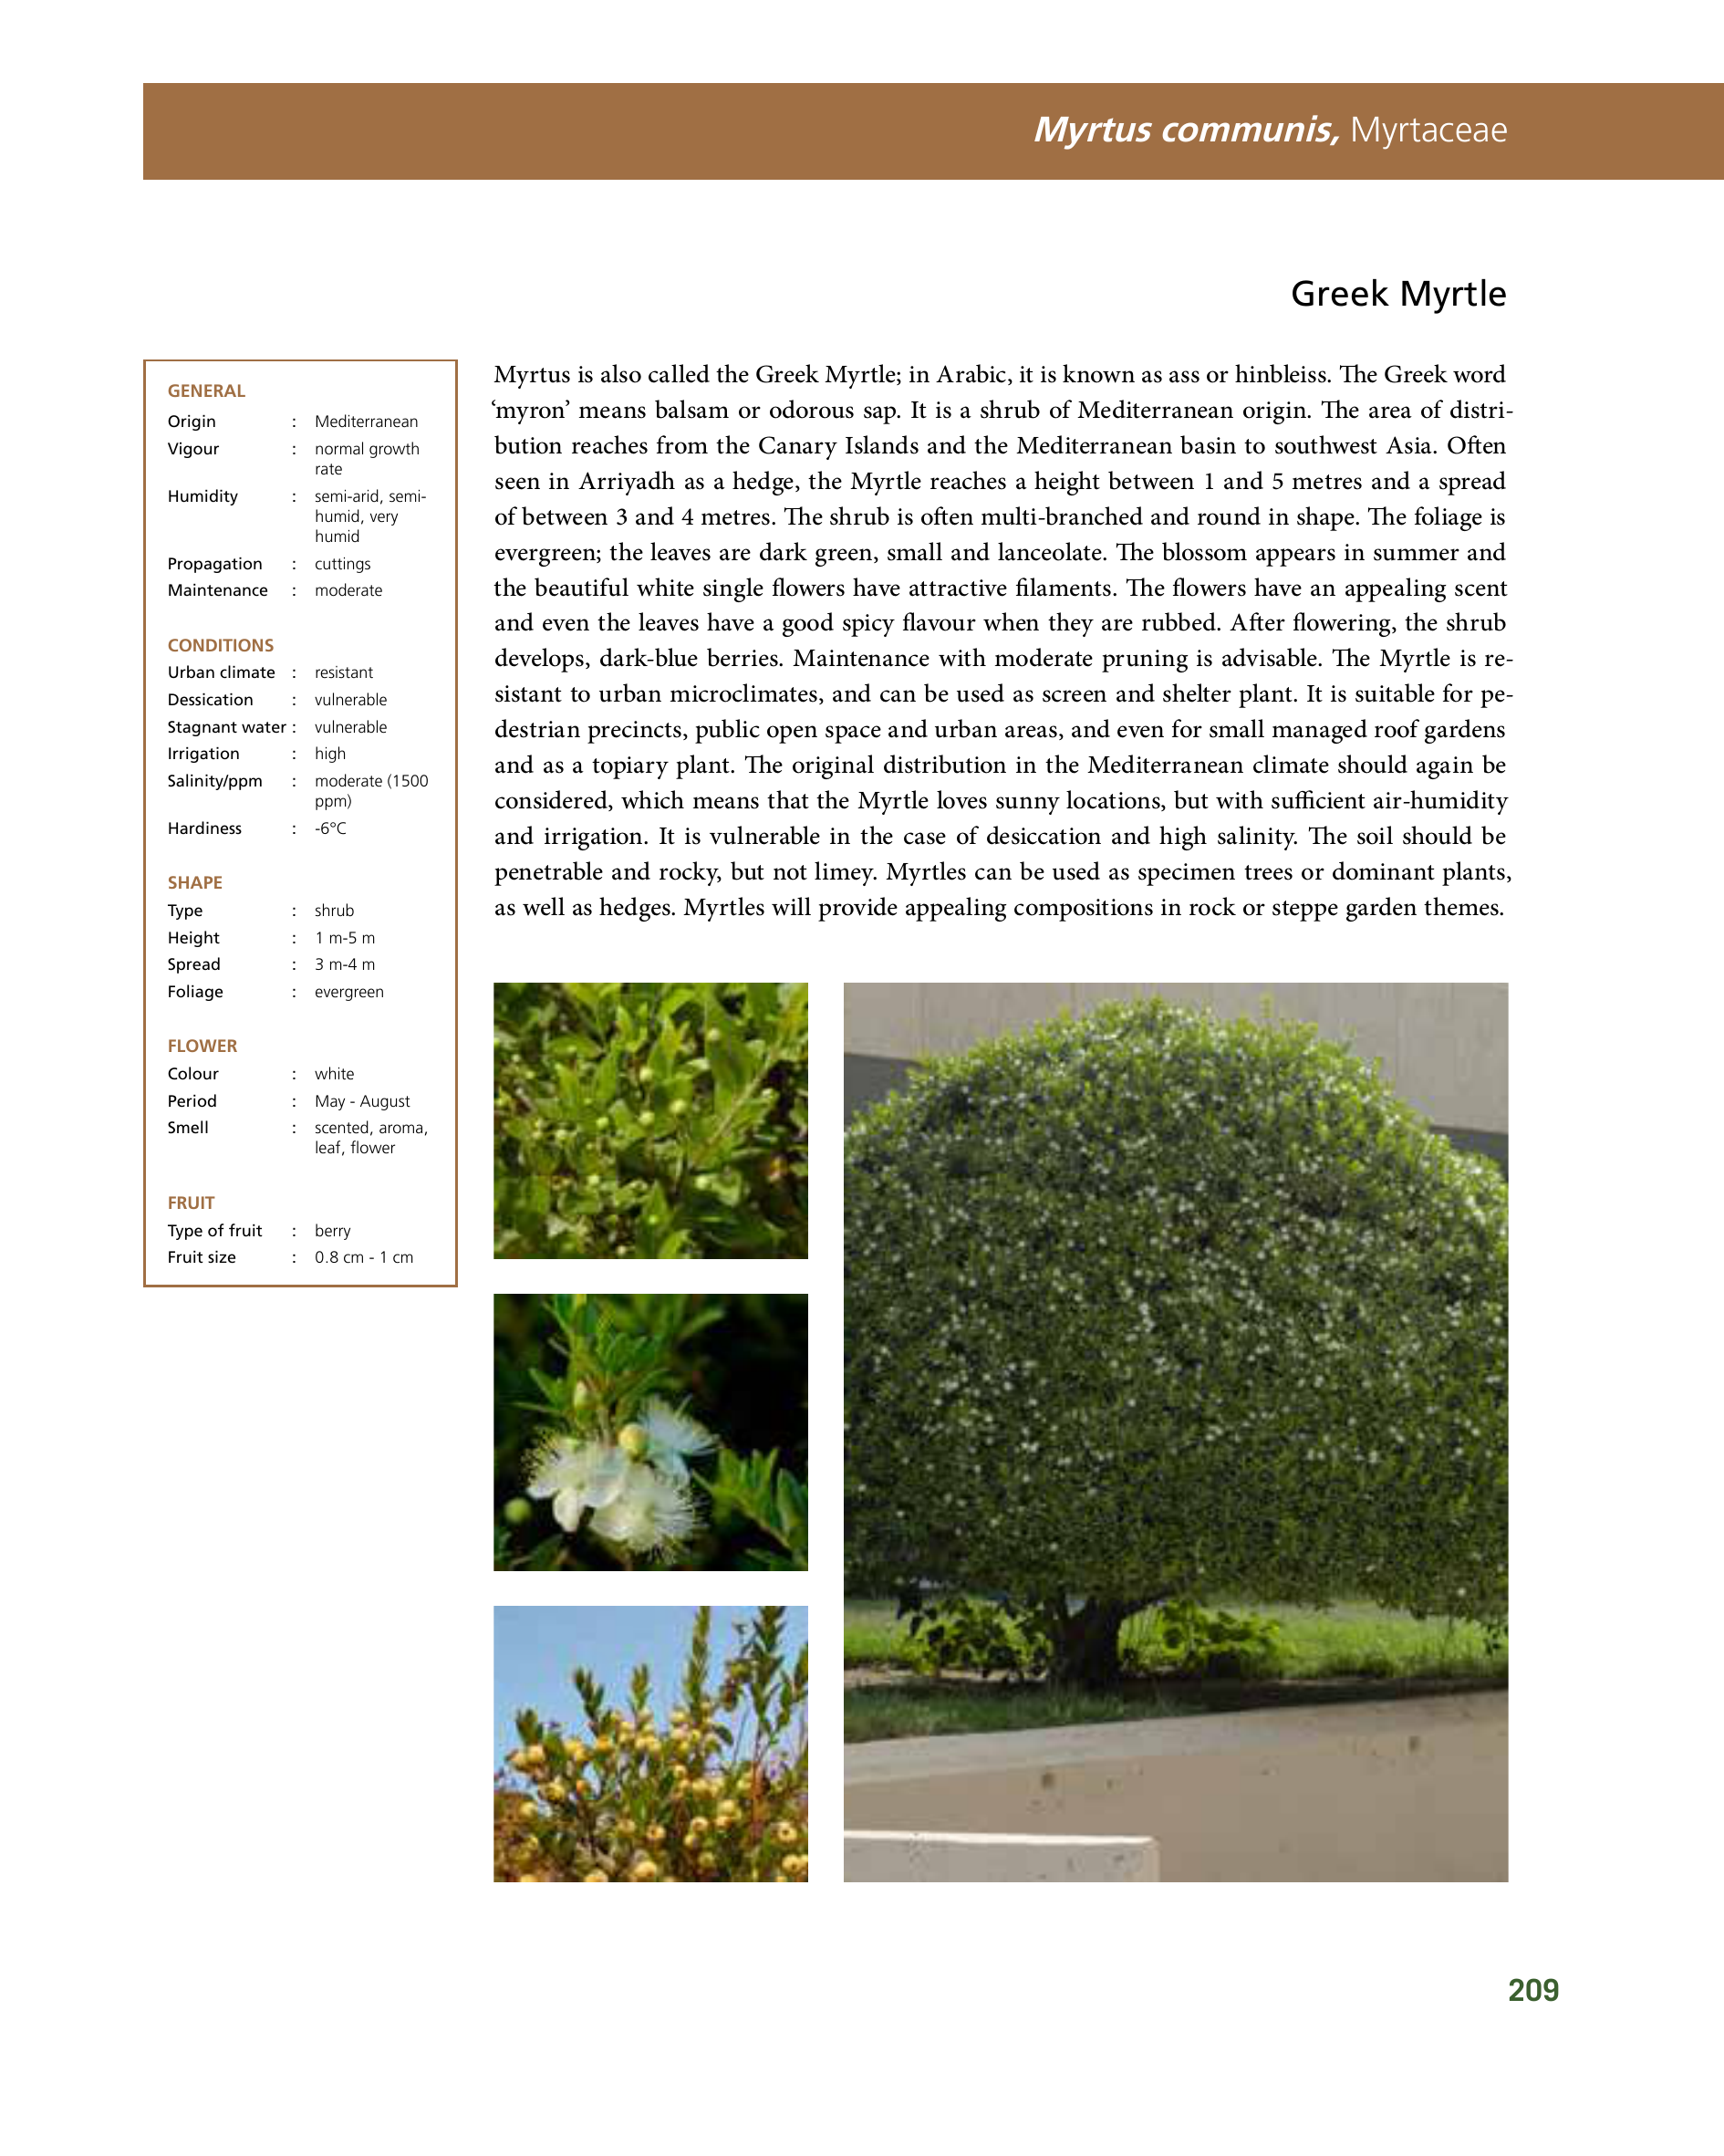 Myrtus communis, Myrtaceae
Greek Myrtle
GENERAL
Origin : Mediterranean
Vigour : normal growth
rate
Humidity : semi-arid, semi-
humid, very
humid
Propagation : cuttings
Maintenance : moderate
CONDITIONS
Urban climate : resistant
Dessication : vulnerable
Stagnant water : vulnerable
Irrigation : high
Salinity/ppm : moderate (1500
ppm)
Hardiness : -6°C
SHAPE
Type : shrub
Height : 1 m-5 m
Spread : 3 m-4 m
Foliage : evergreen
FLOWER
Colour : white
Period : May - August
Smell : scented, aroma,
leaf, flower
FRUIT
Type of fruit : berry
Fruit size : 0.8 cm - 1 cm
Myrtus is also called the Greek Myrtle; in Arabic, it is known as ass or hinbleiss. The Greek word
‘myron’ means balsam or odorous sap. It is a shrub of Mediterranean origin. The area of distri-
bution reaches from the Canary Islands and the Mediterranean basin to southwest Asia. Often
seen in Arriyadh as a hedge, the Myrtle reaches a height between 1 and 5 metres and a spread
of between 3 and 4 metres. The shrub is often multi-branched and round in shape. The foliage is
evergreen; the leaves are dark green, small and lanceolate. The blossom appears in summer and
the beautiful white single flowers have attractive filaments. The flowers have an appealing scent
and even the leaves have a good spicy flavour when they are rubbed. After flowering, the shrub
develops, dark-blue berries. Maintenance with moderate pruning is advisable. The Myrtle is re-
sistant to urban microclimates, and can be used as screen and shelter plant. It is suitable for pe-
destrian precincts, public open space and urban areas, and even for small managed roof gardens
and as a topiary plant. The original distribution in the Mediterranean climate should again be
considered, which means that the Myrtle loves sunny locations, but with sufficient air-humidity
and irrigation. It is vulnerable in the case of desiccation and high salinity. The soil should be
penetrable and rocky, but not limey. Myrtles can be used as specimen trees or dominant plants,
as well as hedges. Myrtles will provide appealing compositions in rock or steppe garden themes.
209